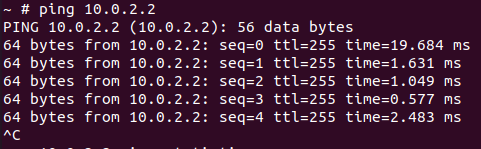 ~ # ping 10.0.2.2
PING 10.0.2.2 (10.0.2.2): 56 data bytes
64 bytes from 10.0.2.2: seq=0 ttl=255 time=19.684 ms
64 bytes from 10.0.2.2: seq=1 ttl=255 time=1.631 ms
64 bytes from 10.0.2.2: seq=2 ttl=255 time=1.049 ms
64 bytes from 10.0.2.2: seq=3 ttl=255 time=0.577 ms
64 bytes from 10.0.2.2: seq=4 ttl=255 time=2.483 ms
^C